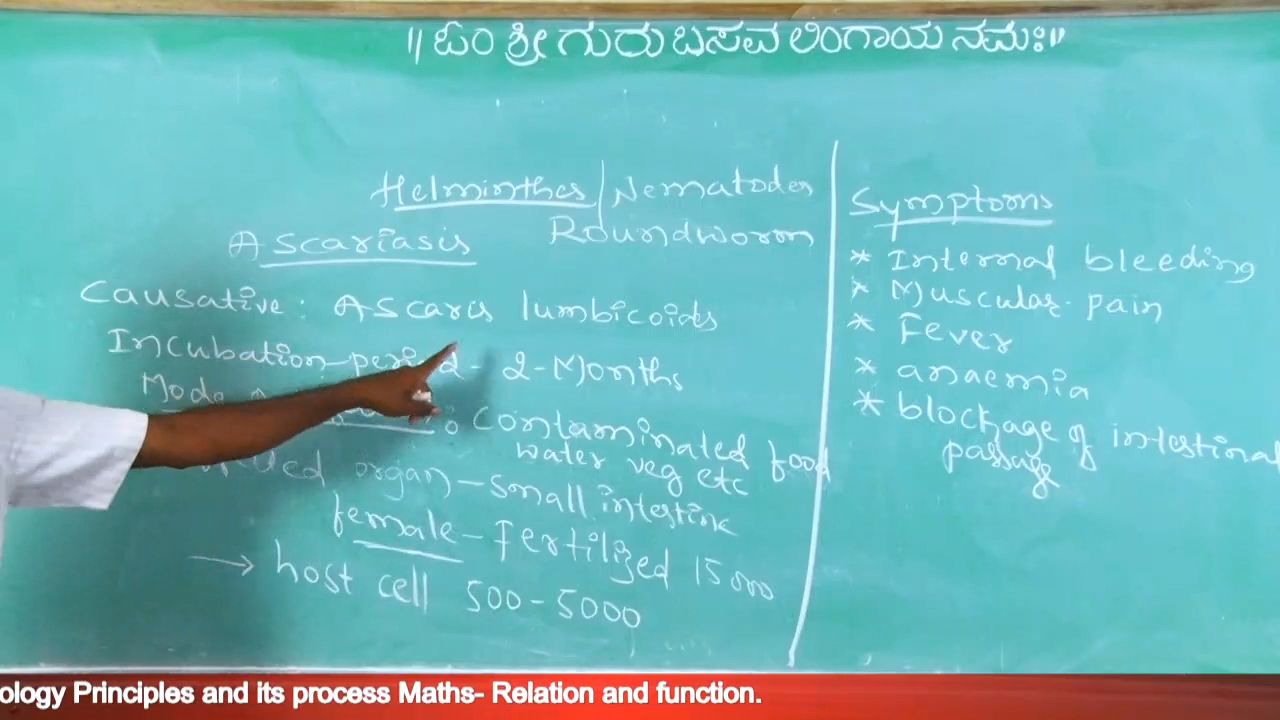 ॥ ಓಂ ಶ್ರೀ ಗುರು ಬಸವ ಲಿಂಗಾಯ ನಮಃ॥
Helminthes | Nematodes
Roundworm
Ascariasis
Causative : Ascaris lumbicoids
Incubation period - 2-Months
Mode : Contaminated food
water veg etc
organ - small intestine
female - Fertilized 15000
→ host cell 500-5000
Symptoms
* Internal bleeding
* Muscular pain
* Fever
* anaemia
* blockage of intestinal
passage
ology Principles and its process Maths- Relation and function.